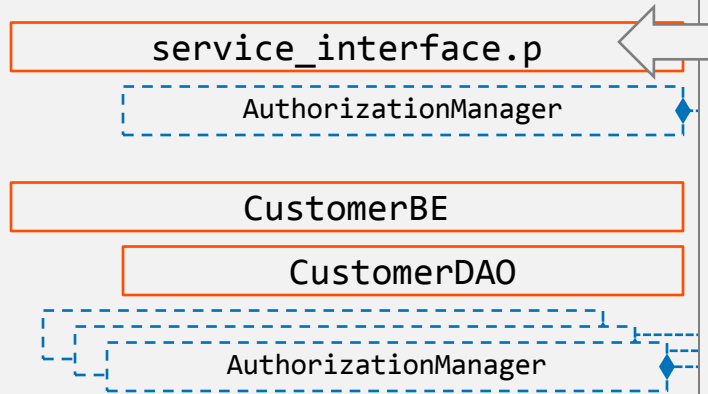 service_interface.p
AuthorizationManager
CustomerBE
CustomerDAO
AuthorizationManager